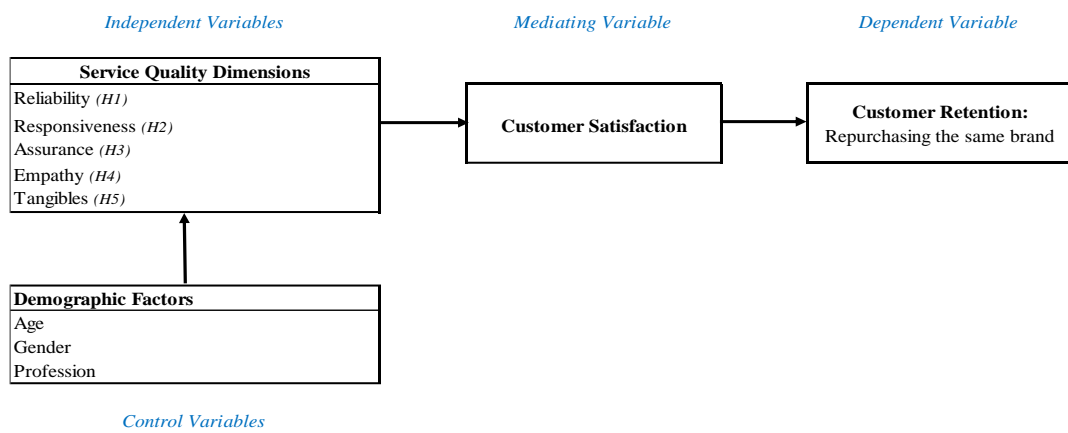 Independent Variables
Mediating Variable
Dependent Variable
Service Quality Dimensions
Reliability (H1)
Responsiveness (H2)
Assurance (H3)
Empathy (H4)
Tangibles (H5)
Customer Satisfaction
Customer Retention:
Repurchasing the same brand
Demographic Factors
Age
Gender
Profession
Control Variables